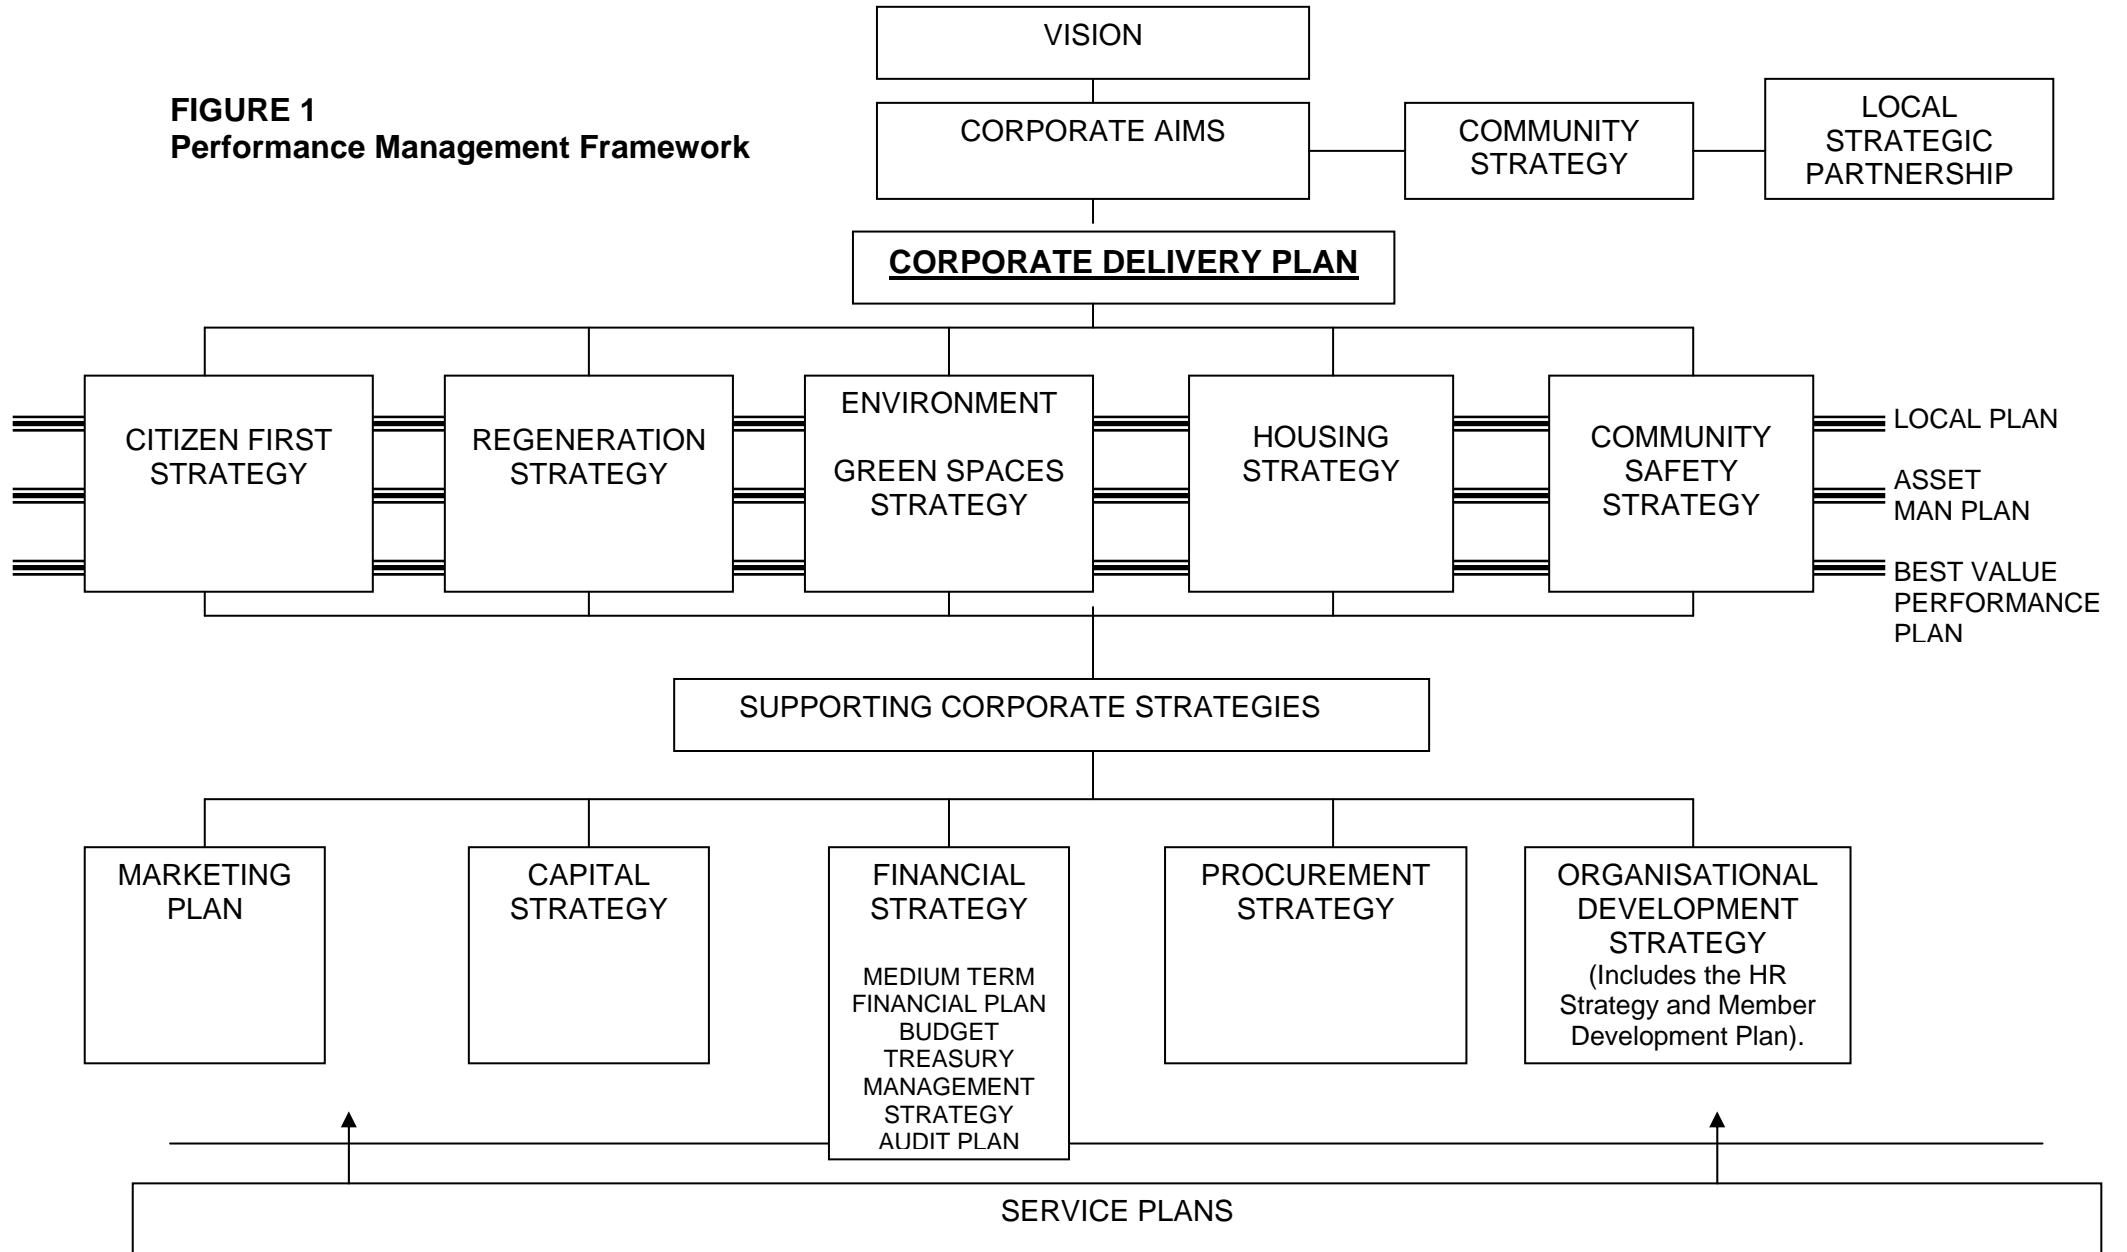 VISION
FIGURE 1
Performance Management Framework
CORPORATE AIMS
COMMUNITY
STRATEGY
LOCAL
STRATEGIC
PARTNERSHIP
CORPORATE DELIVERY PLAN
CITIZEN FIRST
STRATEGY
REGENERATION
STRATEGY
ENVIRONMENT
GREEN SPACES
STRATEGY
HOUSING
STRATEGY
COMMUNITY
SAFETY
STRATEGY
LOCAL PLAN
ASSET
MAN PLAN
BEST VALUE
PERFORMANCE
PLAN
SUPPORTING CORPORATE STRATEGIES
MARKETING
PLAN
CAPITAL
STRATEGY
FINANCIAL
STRATEGY
MEDIUM TERM
FINANCIAL PLAN
BUDGET
TREASURY
MANAGEMENT
STRATEGY
AUDIT PLAN
PROCUREMENT
STRATEGY
ORGANISATIONAL
DEVELOPMENT
STRATEGY
(Includes the HR
Strategy and Member
Development Plan).
SERVICE PLANS